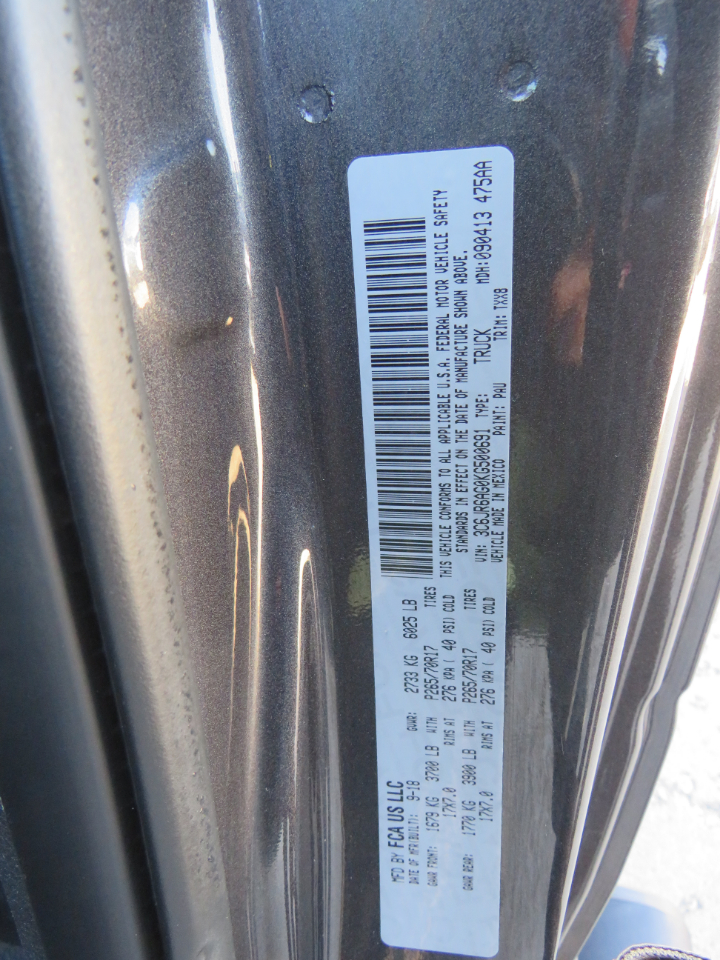 MFD BY FCA US LLC
DATE OF MFR(BUILT): 9-18 GVWR: 2733 KG 6025 LB
GAWR FRONT: 1679 KG 3700 LB WITH P265/70R17 TIRES
17X7.0 RIMS AT 276 KPA ( 40 PSI) COLD
GAWR REAR: 1770 KG 3900 LB WITH P265/70R17 TIRES
17X7.0 RIMS AT 276 KPA ( 40 PSI) COLD
THIS VEHICLE CONFORMS TO ALL APPLICABLE U.S.A. FEDERAL MOTOR VEHICLE SAFETY
STANDARDS IN EFFECT ON THE DATE OF MANUFACTURE SHOWN ABOVE.
VIN: 3C6JR6AG0KG500691 TYPE: TRUCK MDH:090413 475AA
VEHICLE MADE IN MEXICO PAINT: PAU TRIM: TXX8